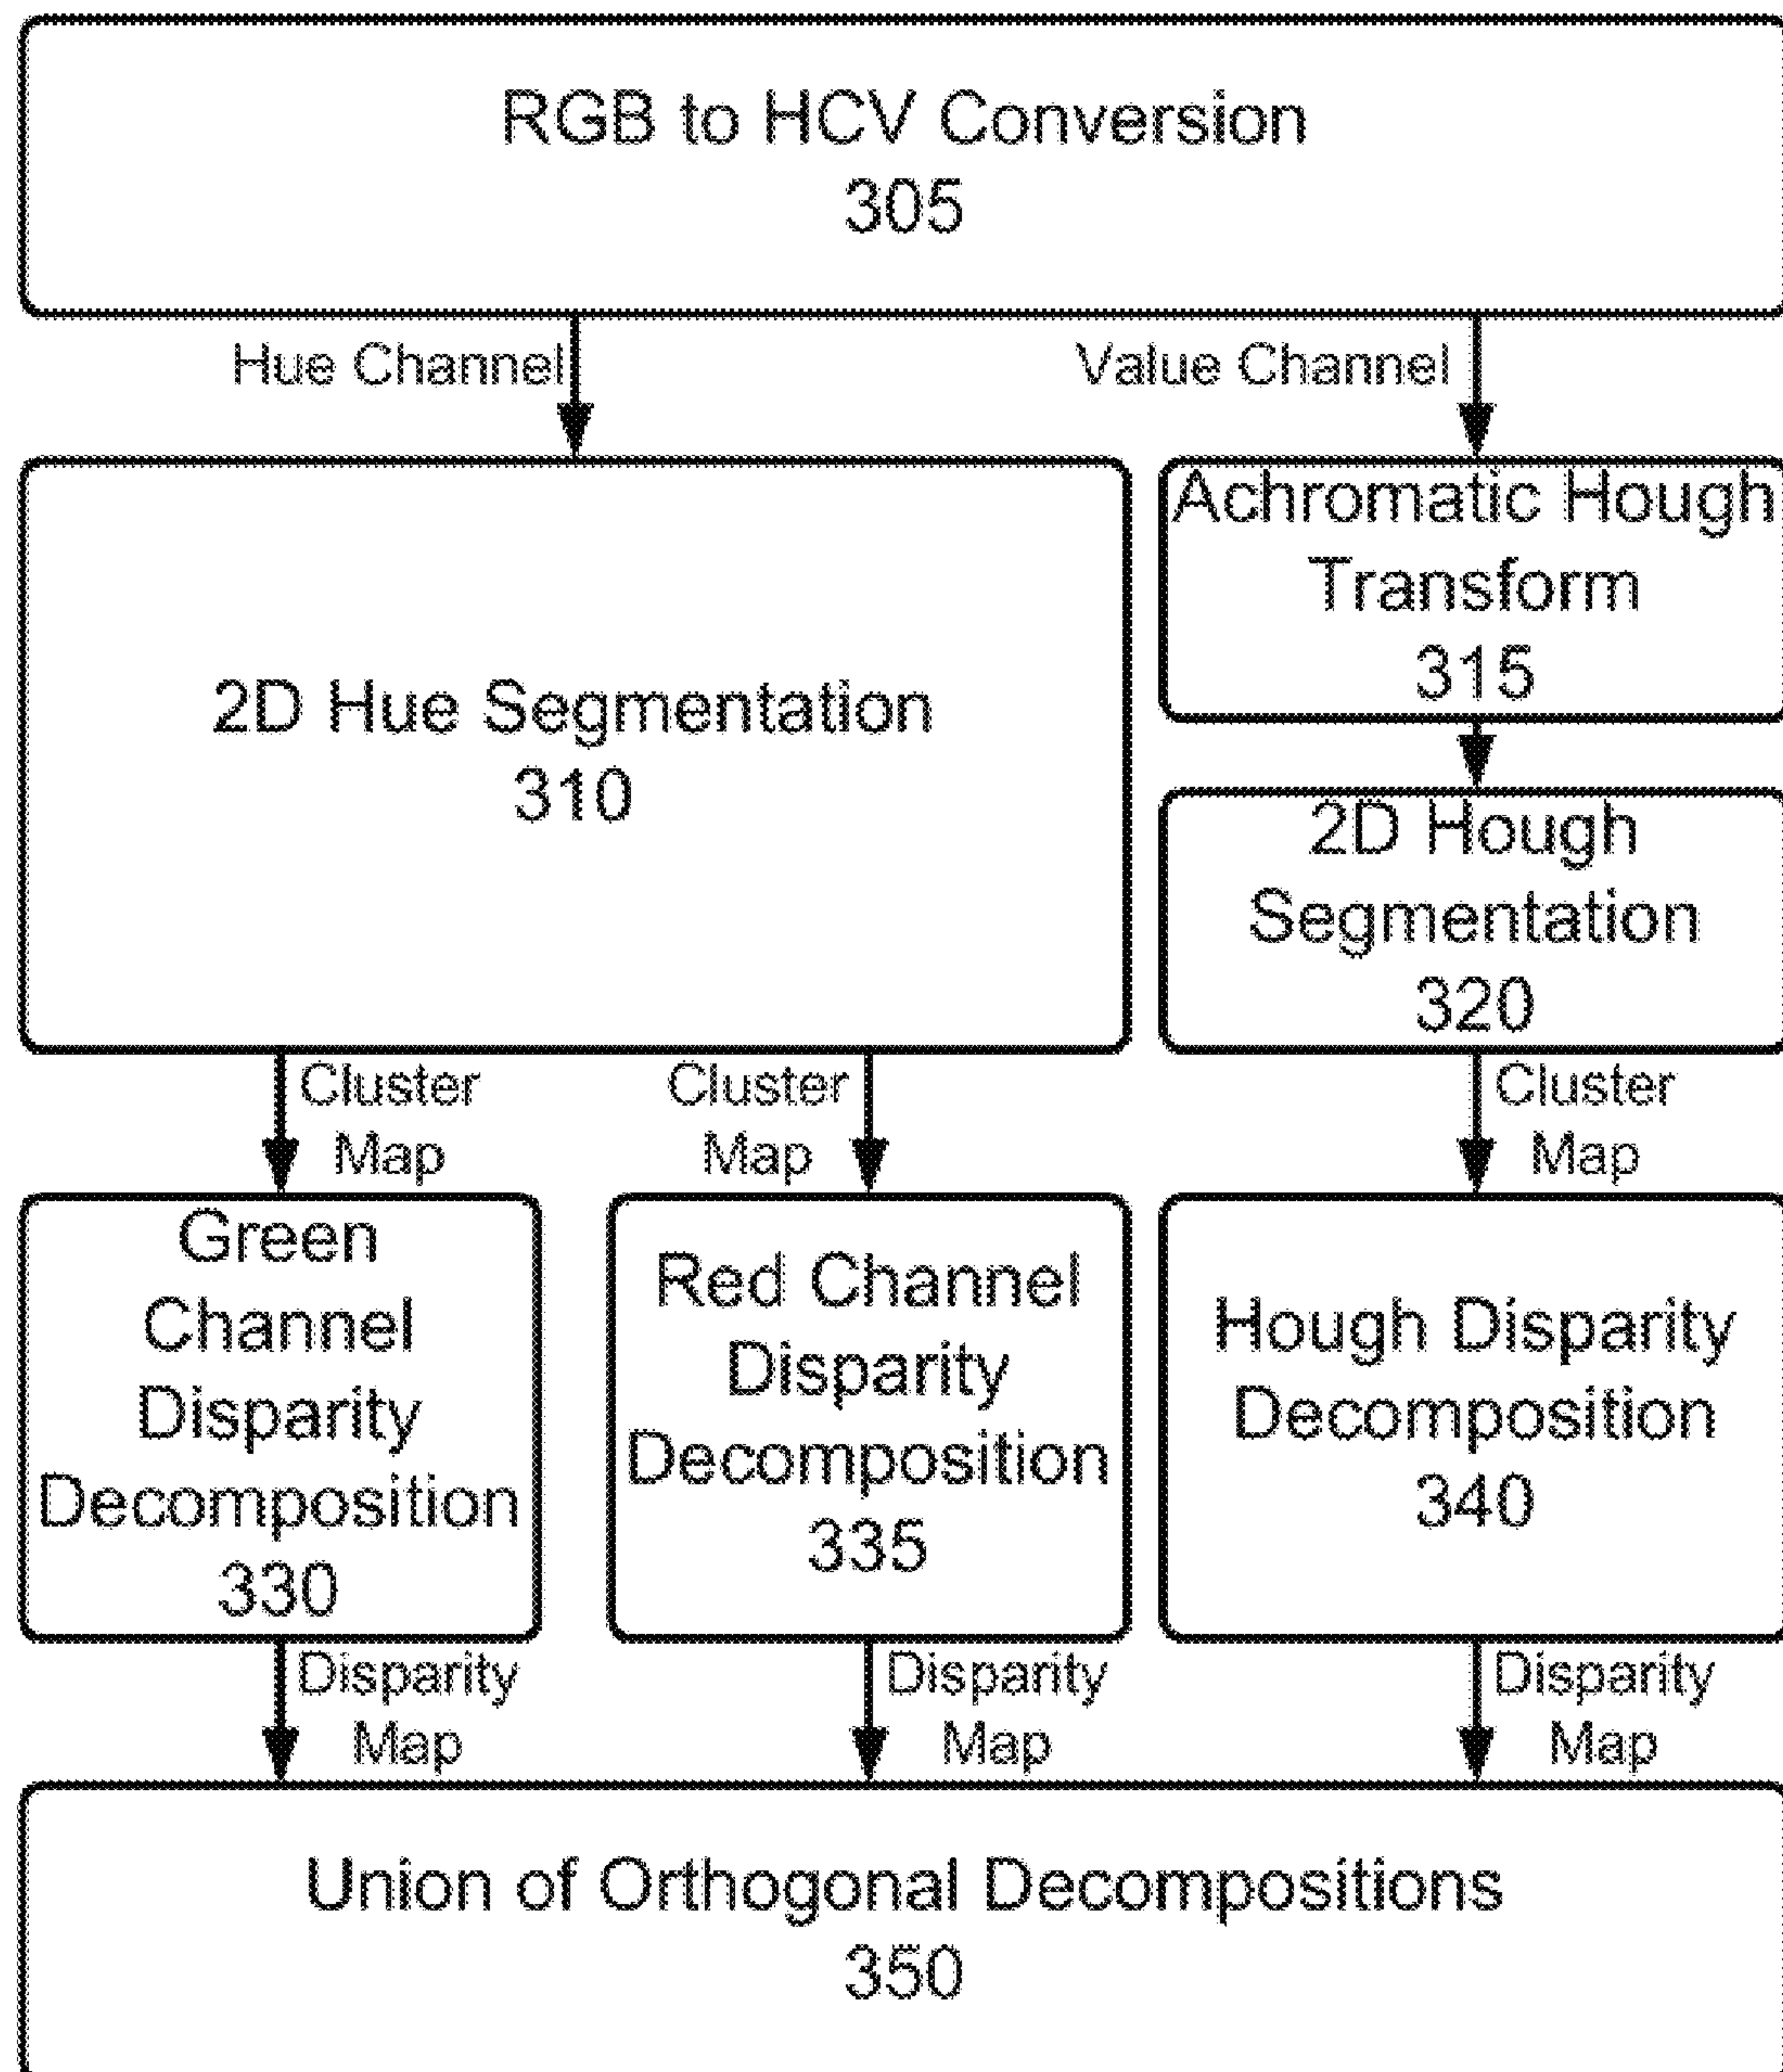 RGB to HCV Conversion
305
Hue Channel
Value Channel
2D Hue Segmentation
310
Achromatic Hough
Transform
315
2D Hough
Segmentation
320
Cluster
Map
Cluster
Map
Cluster
Map
Green
Channel
Disparity
Decomposition
330
Red Channel
Disparity
Decomposition
335
Hough Disparity
Decomposition
340
Disparity
Map
Disparity
Map
Disparity
Map
Union of Orthogonal Decompositions
350